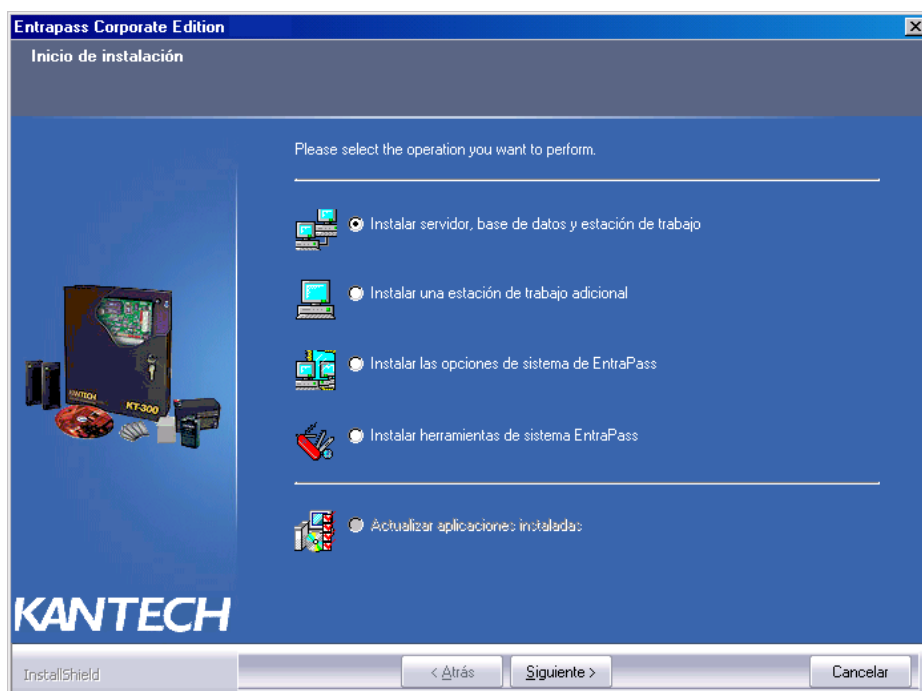 Entrapass Corporate Edition
Inicio de instalación
Please select the operation you want to perform.
Instalar servidor, base de datos y estación de trabajo
Instalar una estación de trabajo adicional
Instalar las opciones de sistema de EntraPass
Instalar herramientas de sistema EntraPass
Actualizar aplicaciones instaladas
KANTECH
KT-300
KANTECH
InstallShield
< Atrás
Siguiente >
Cancelar